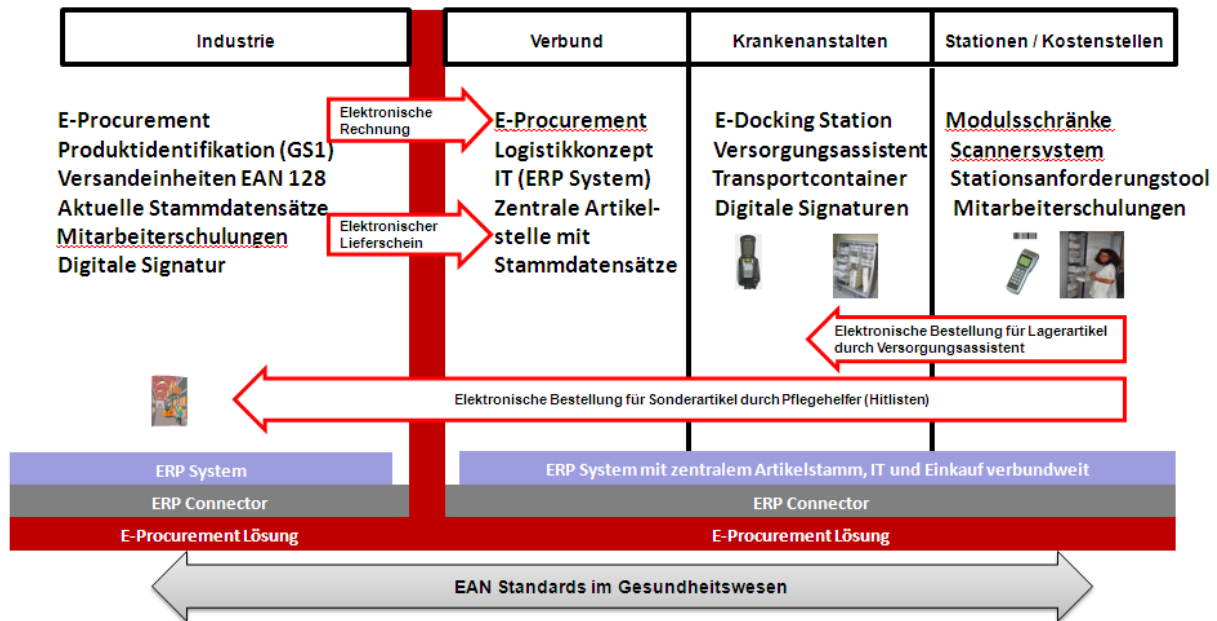 Industrie
Verbund
Krankenanstalten
Stationen / Kostenstellen
E-Procurement
Produktidentifikation (GS1)
Versandeinheiten EAN 128
Aktuelle Stammdatensätze
Mitarbeiterschulungen
Digitale Signatur
Elektronische
Rechnung
Elektronischer
Lieferschein
E-Procurement
Logistikkonzept
IT (ERP System)
Zentrale Artikel-
stelle mit
Stammdatensätze
E-Docking Station
Versorgungsassistent
Transportcontainer
Digitale Signaturen
Modulsschränke
Scannersystem
Stationsanforderungstool
Mitarbeiterschulungen
Elektronische Bestellung für Lagerartikel
durch Versorgungsassistent
Elektronische Bestellung für Sonderartikel durch Pflegehelfer (Hitlisten)
ERP System
ERP System mit zentralem Artikelstamm, IT und Einkauf verbundweit
ERP Connector
ERP Connector
E-Procurement Lösung
E-Procurement Lösung
EAN Standards im Gesundheitswesen